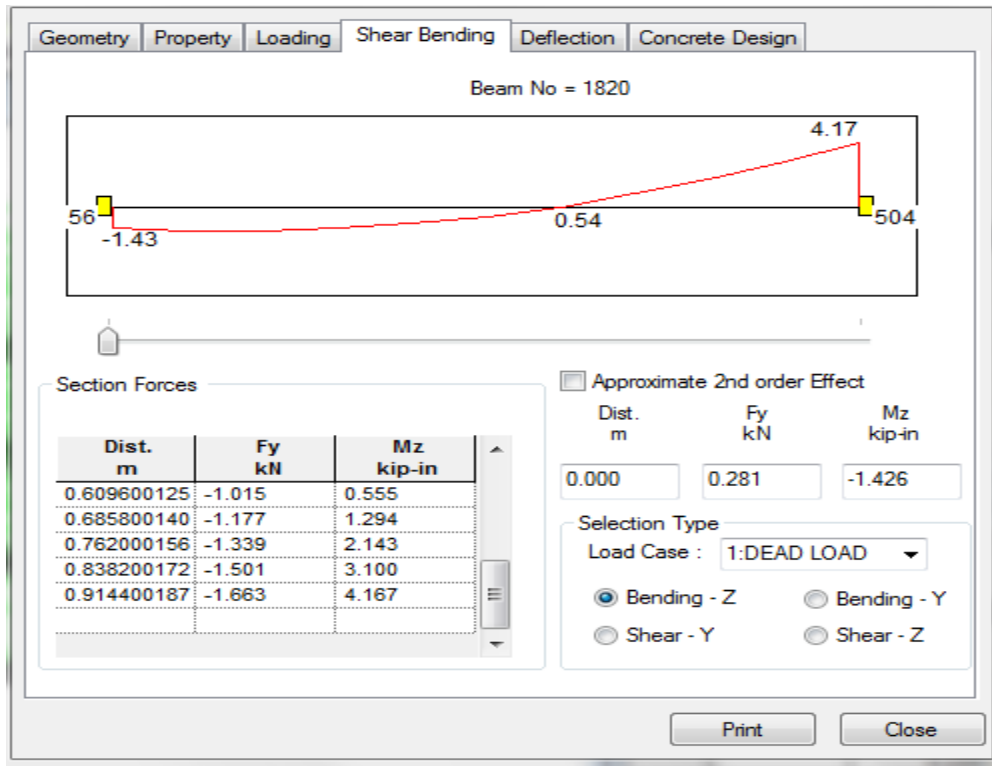 Geometry Property Loading Shear Bending Deflection Concrete Design
Beam No = 1820
4.17
56 0.54 504
-1.43
Section Forces
Dist. Fy Mz
m kN kip-in
0.609600125 -1.015 0.555
0.685800140 -1.177 1.294
0.762000156 -1.339 2.143
0.838200172 -1.501 3.100
0.914400187 -1.663 4.167
Approximate 2nd order Effect
Dist. Fy Mz
m kN kip-in
0.000 0.281 -1.426
Selection Type
Load Case : 1:DEAD LOAD
Bending - Z Bending - Y
Shear - Y Shear - Z
Print Close